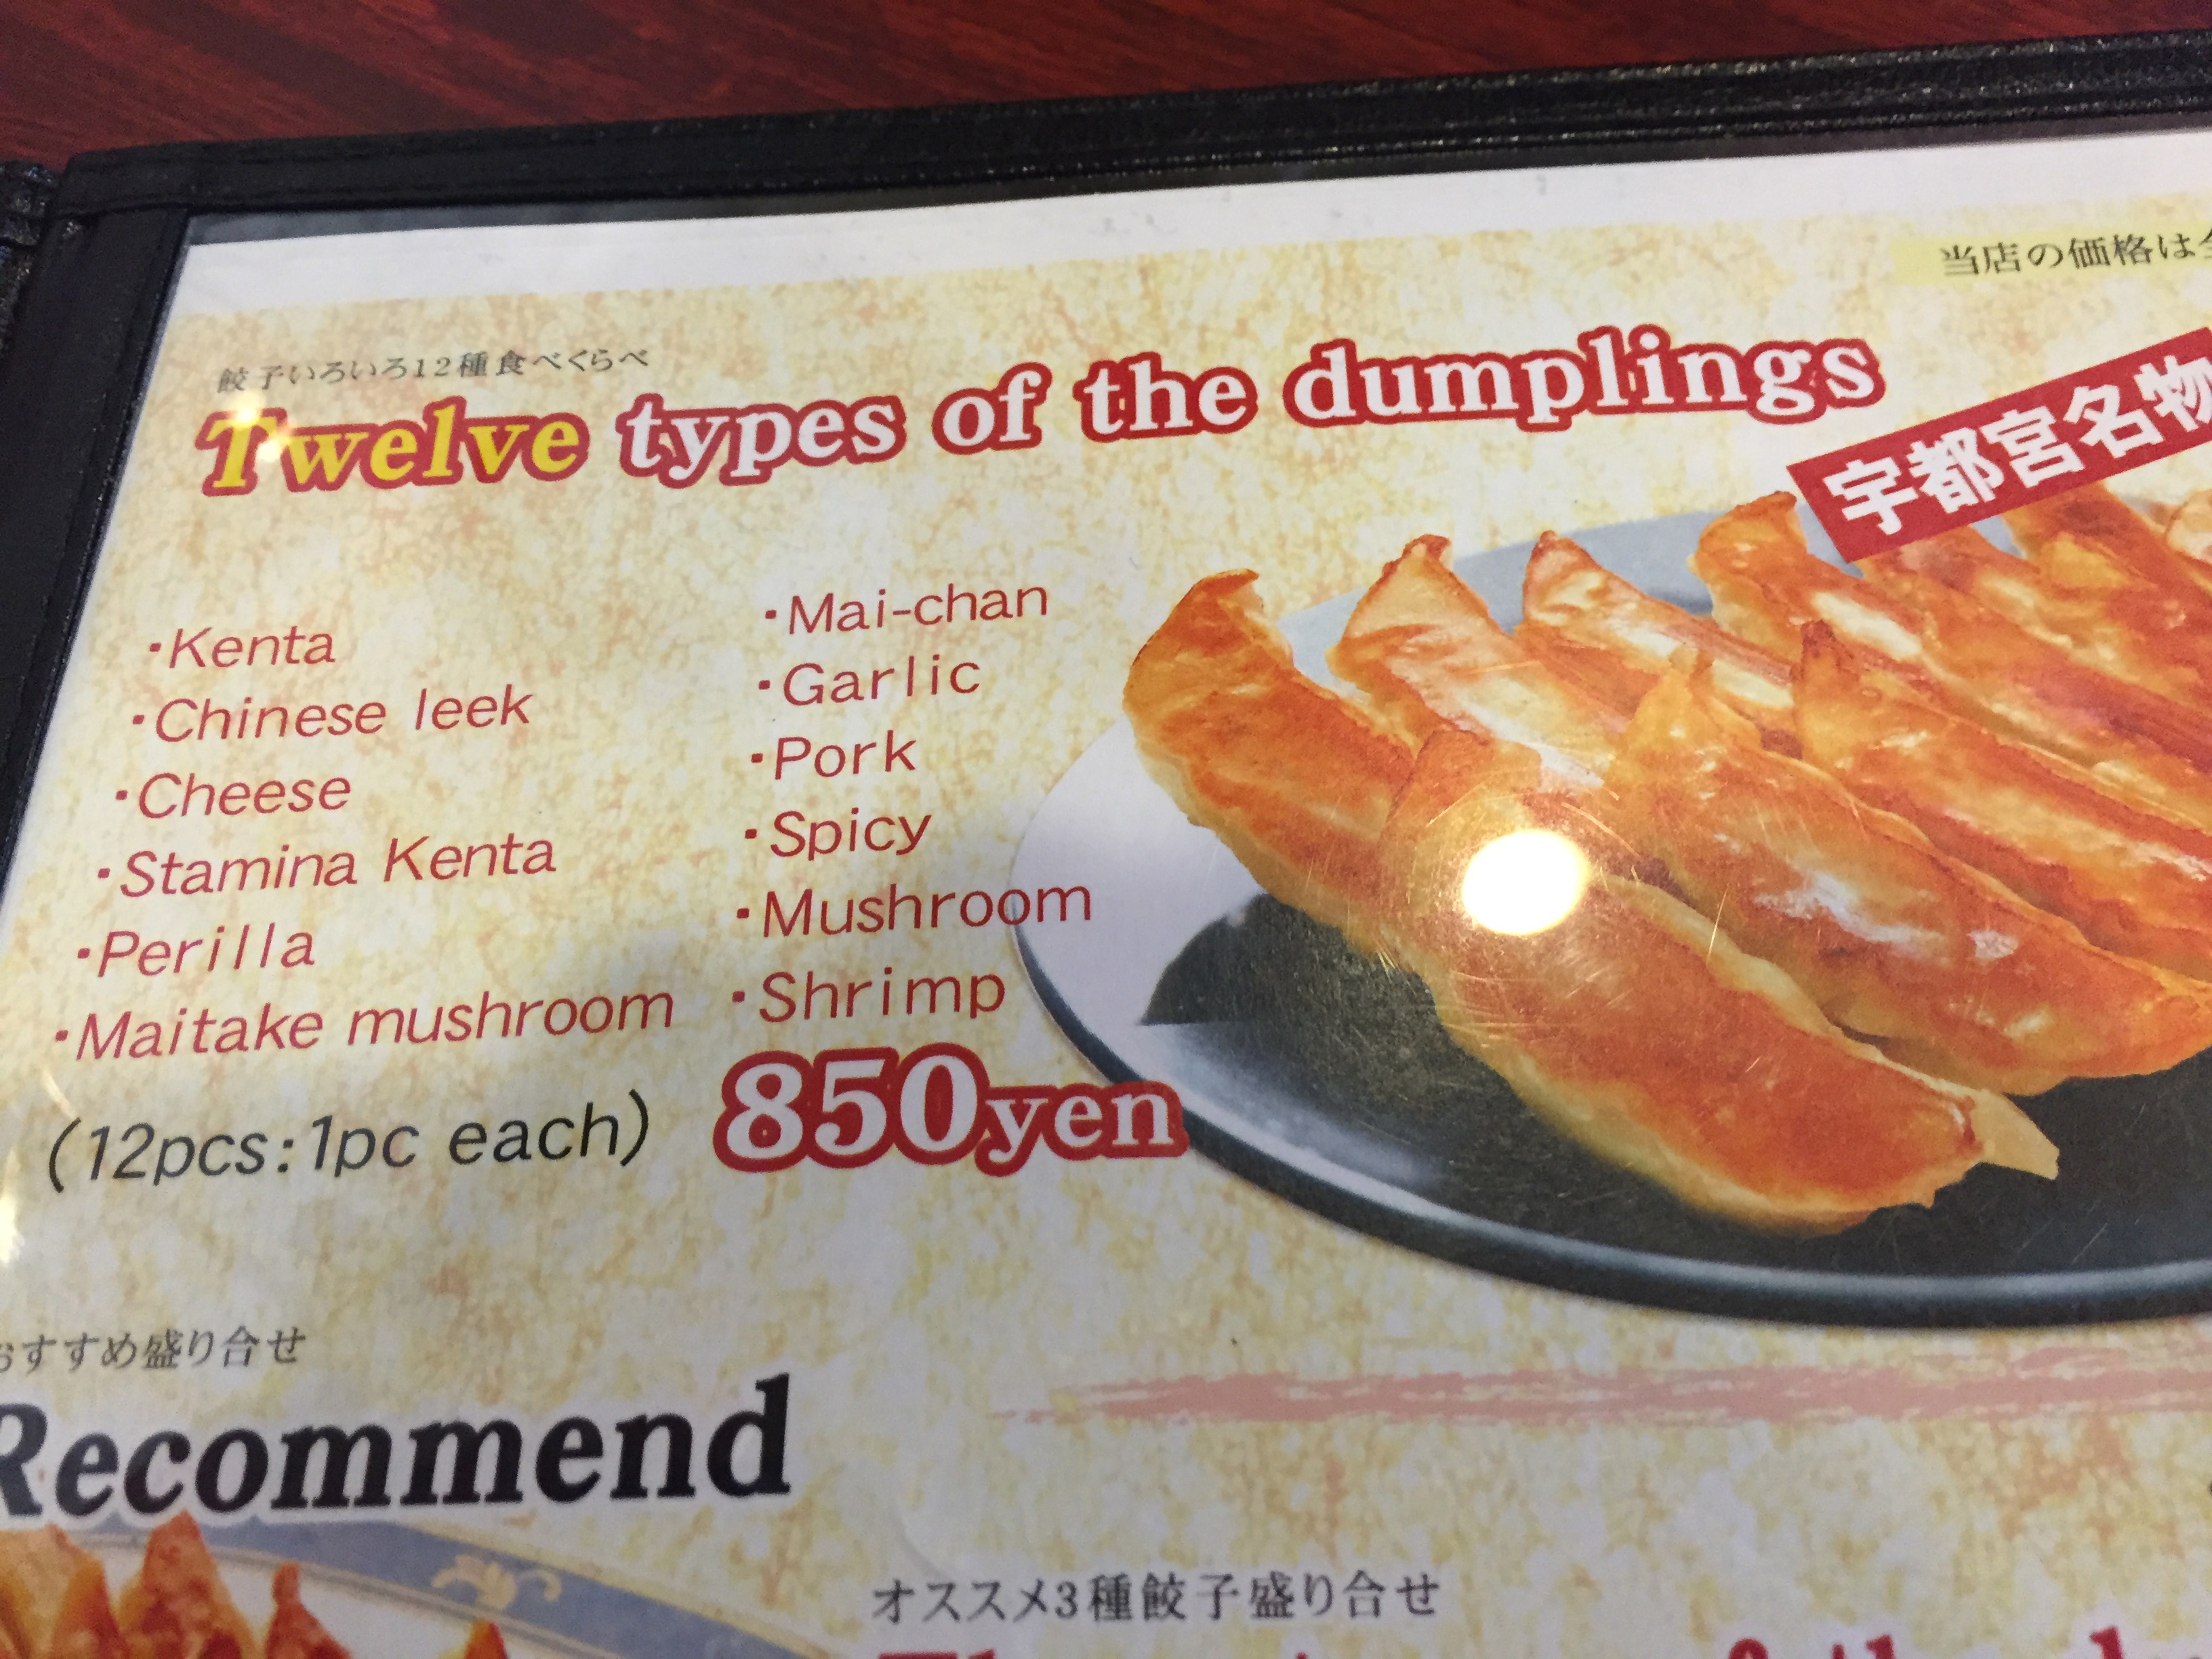 当店の価格は
餃子いろいろ12種食べくらべ
Twelve types of the dumplings
宇都宮名物
・Kenta
・Chinese leek
・Cheese
・Stamina Kenta
・Perilla
・Maitake mushroom
・Mai-chan
・Garlic
・Pork
・Spicy
・Mushroom
・Shrimp
(12pcs:1pc each)
850yen
おすすめ盛り合せ
Recommend
オススメ3種餃子盛り合せ